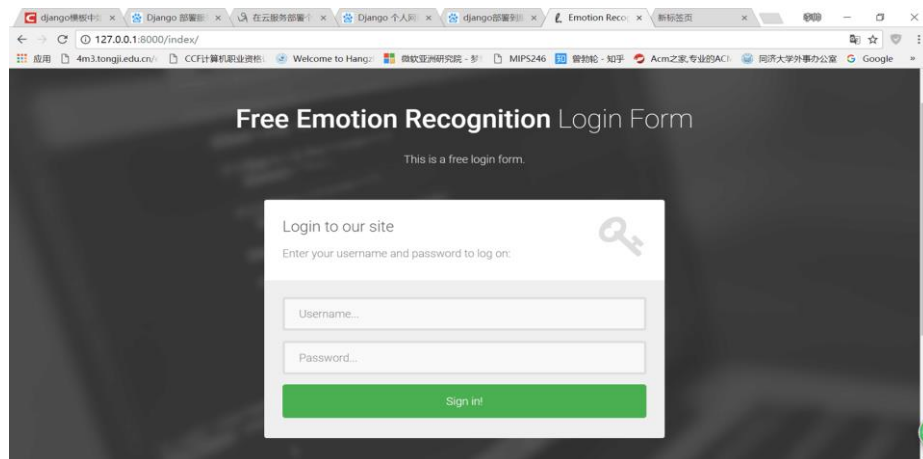 django模板中 Django 部署 在云服务部署个 Django 个人网 django部署到 Emotion Reco 新标签页
127.0.0.1:8000/index/
应用 4m3.tongji.edu.cn/ CCF计算机职业资格 Welcome to Hang 微软亚洲研究院 - MIPS246 曾勃轮 - 知乎 Acm之家,专业的AC 同济大学外事办公室 G Google »
Free Emotion Recognition Login Form
This is a free login form.
Login to our site
Enter your username and password to log on:
Username...
Password...
Sign in!